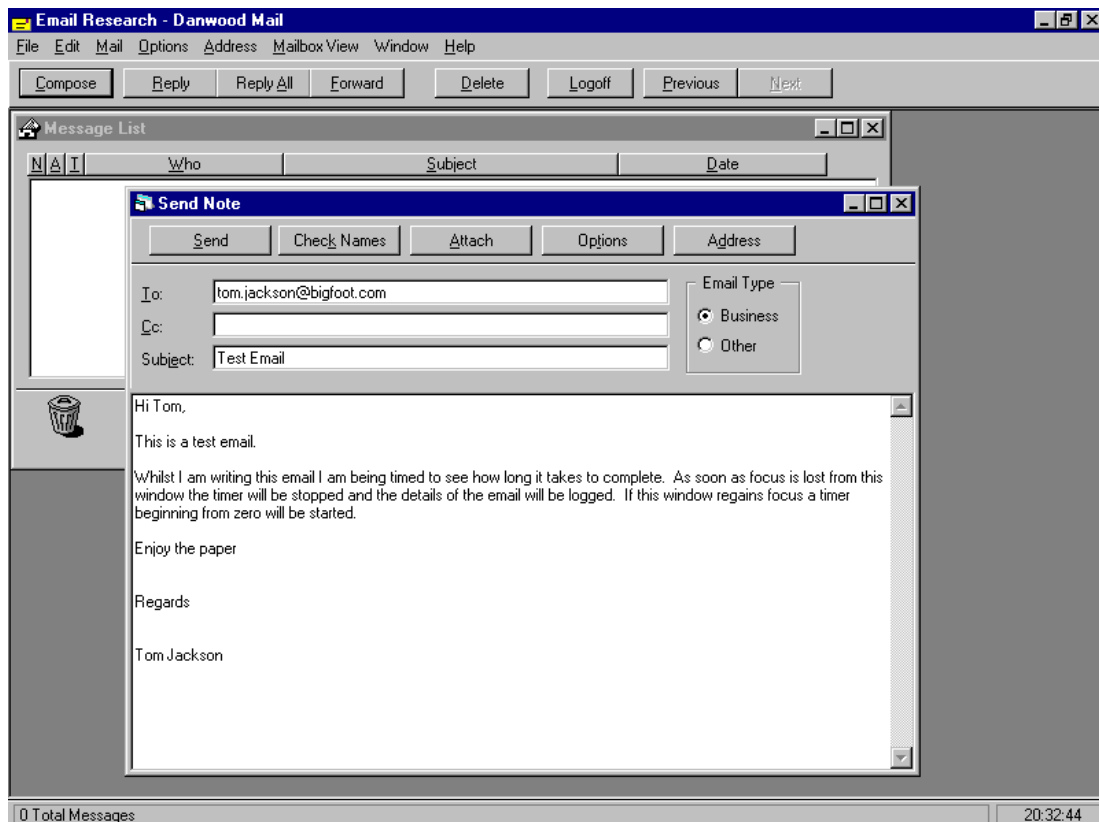 Email Research - Danwood Mail
File Edit Mail Options Address Mailbox View Window Help
Compose Reply Reply All Forward Delete Logoff Previous Next
Message List
N A T Who Subject Date
Send Note
Send Check Names Attach Options Address
To: tom.jackson@bigfoot.com
Cc:
Subject: Test Email
Email Type
Business
Other
Hi Tom,
This is a test email.
Whilst I am writing this email I am being timed to see how long it takes to complete.  As soon as focus is lost from this
window the timer will be stopped and the details of the email will be logged.  If this window regains focus a timer
beginning from zero will be started.
Enjoy the paper
Regards
Tom Jackson
0 Total Messages 20:32:44